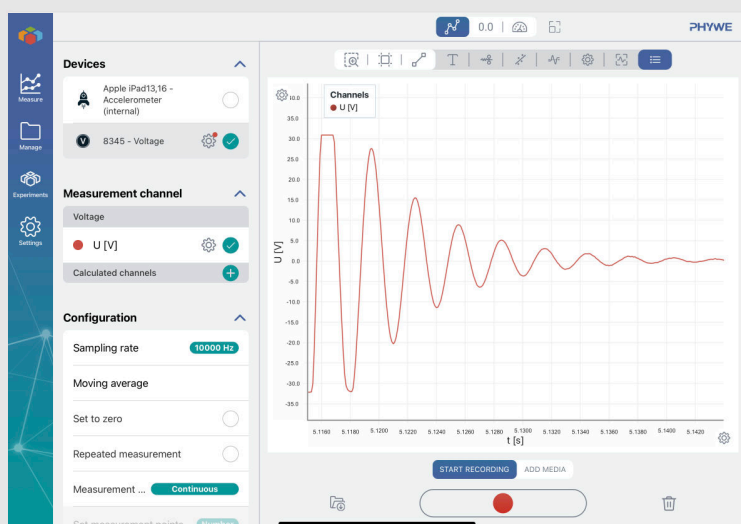 0.0
PHYWE
Measure
Manage
Experiments
Settings
Devices
Apple iPad13,16 -
Accelerometer
(internal)
V
8345 - Voltage
Measurement channel
Voltage
U [V]
Calculated channels
Configuration
Sampling rate
10000 Hz
Moving average
Set to zero
Repeated measurement
Measurement ...
Continuous
Set measurement points
Number
T
10.0
Channels
U [V]
35.0
30.0
25.0
20.0
15.0
10.0
5.0
0.0
-5.0
-10.0
-15.0
-20.0
-25.0
-30.0
-35.0
U [V]
5.1160 5.1180 5.1200 5.1220 5.1240 5.1260 5.1280 5.1300 5.1320 5.1340 5.1360 5.1380 5.1400 5.1420
t [s]
START RECORDING
ADD MEDIA